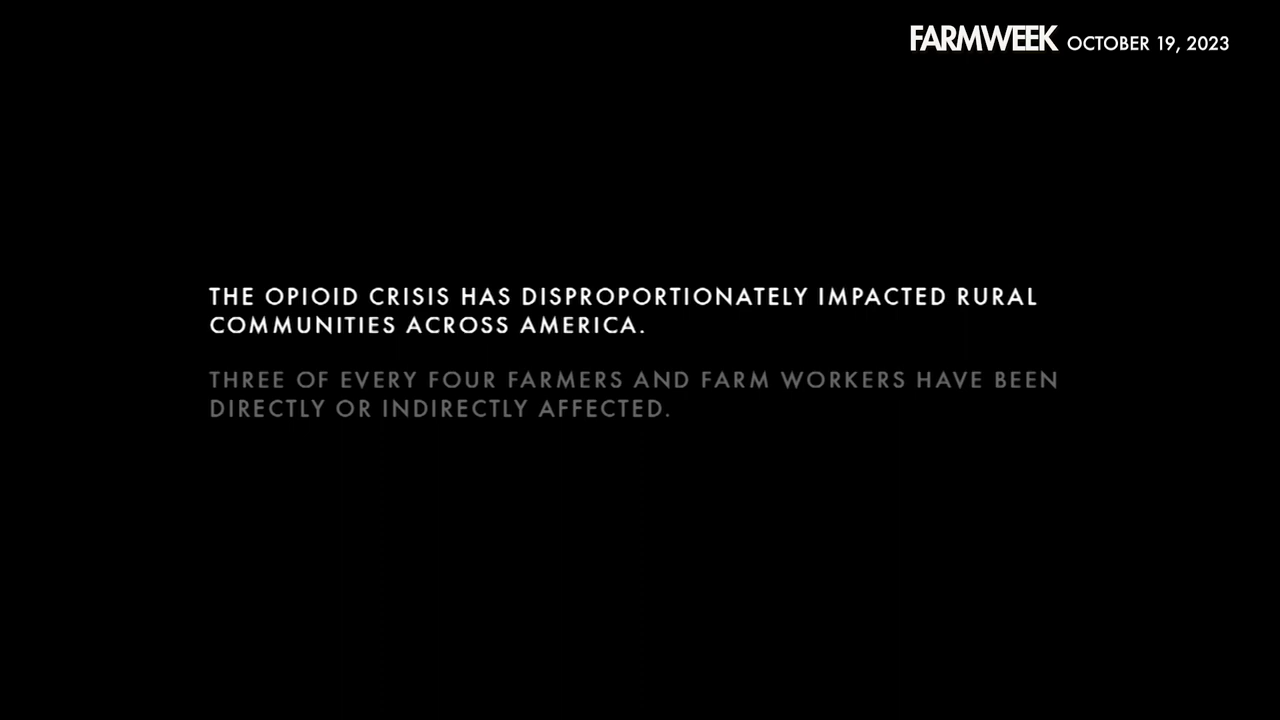 FARMWEEK OCTOBER 19, 2023
THE OPIOID CRISIS HAS DISPROPORTIONATELY IMPACTED RURAL
COMMUNITIES ACROSS AMERICA.
THREE OF EVERY FOUR FARMERS AND FARM WORKERS HAVE BEEN
DIRECTLY OR INDIRECTLY AFFECTED.